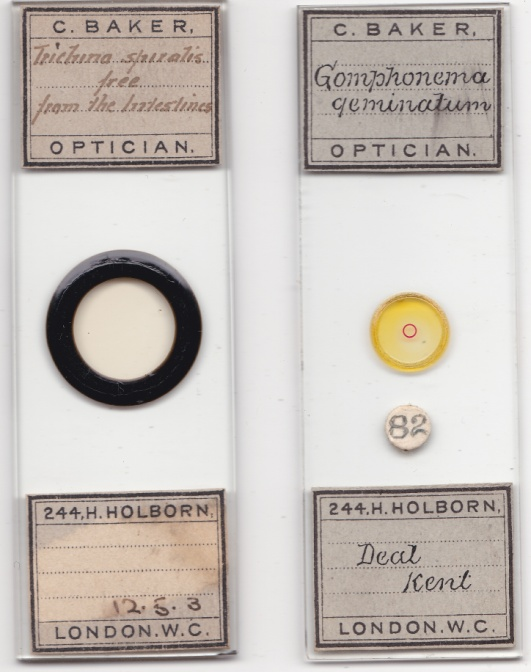 C. BAKER,
Trichina spiralis
free
from the Intestines
OPTICIAN.
244,H. HOLBORN,
12. 5. 3
LONDON.W.C.
C. BAKER,
Gomphonema
geminatum
OPTICIAN.
82
244,H. HOLBORN,
Deal
Kent
LONDON.W.C.